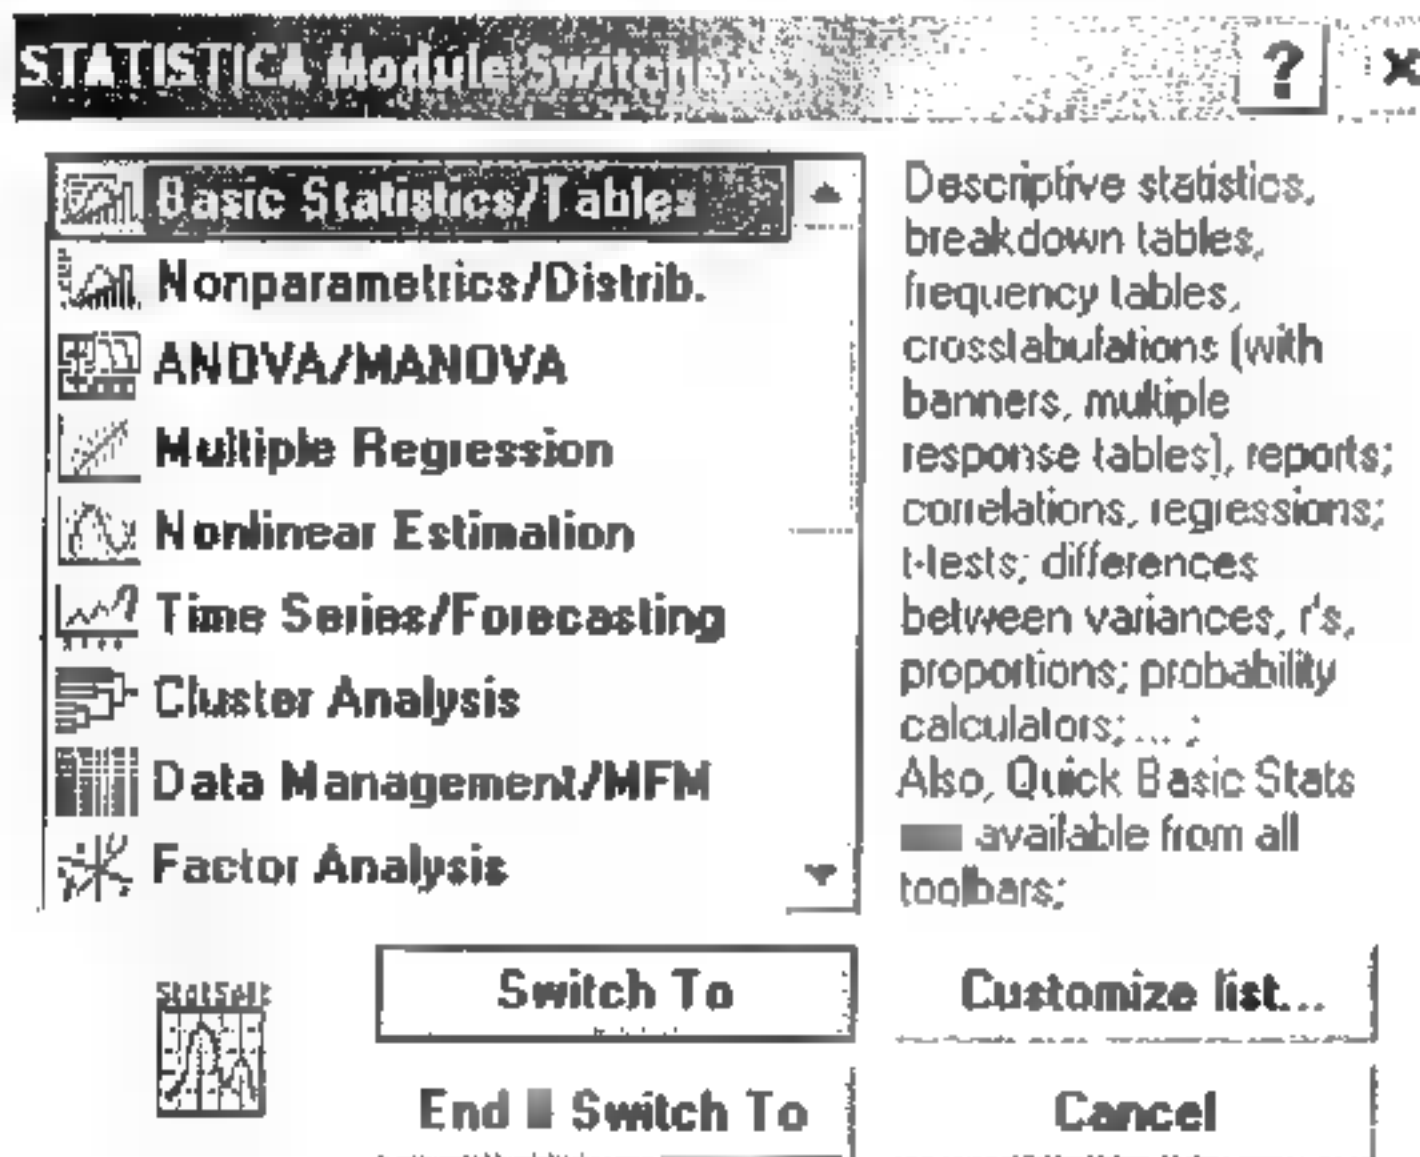 STATISTICA Module Switcher
Basic Statistics/Tables
Nonparametrics/Distrib.
ANOVA/MANOVA
Multiple Regression
Nonlinear Estimation
Time Series/Forecasting
Cluster Analysis
Data Management/MFM
Factor Analysis
Descriptive statistics,
breakdown tables,
frequency tables,
crosstabulations (with
banners, multiple
response tables), reports;
correlations, regressions;
t-tests; differences
between variances, r's,
proportions; probability
calculators; ... ;
Also, Quick Basic Stats
available from all
toolbars;
Switch To
Customize list...
End Switch To
Cancel